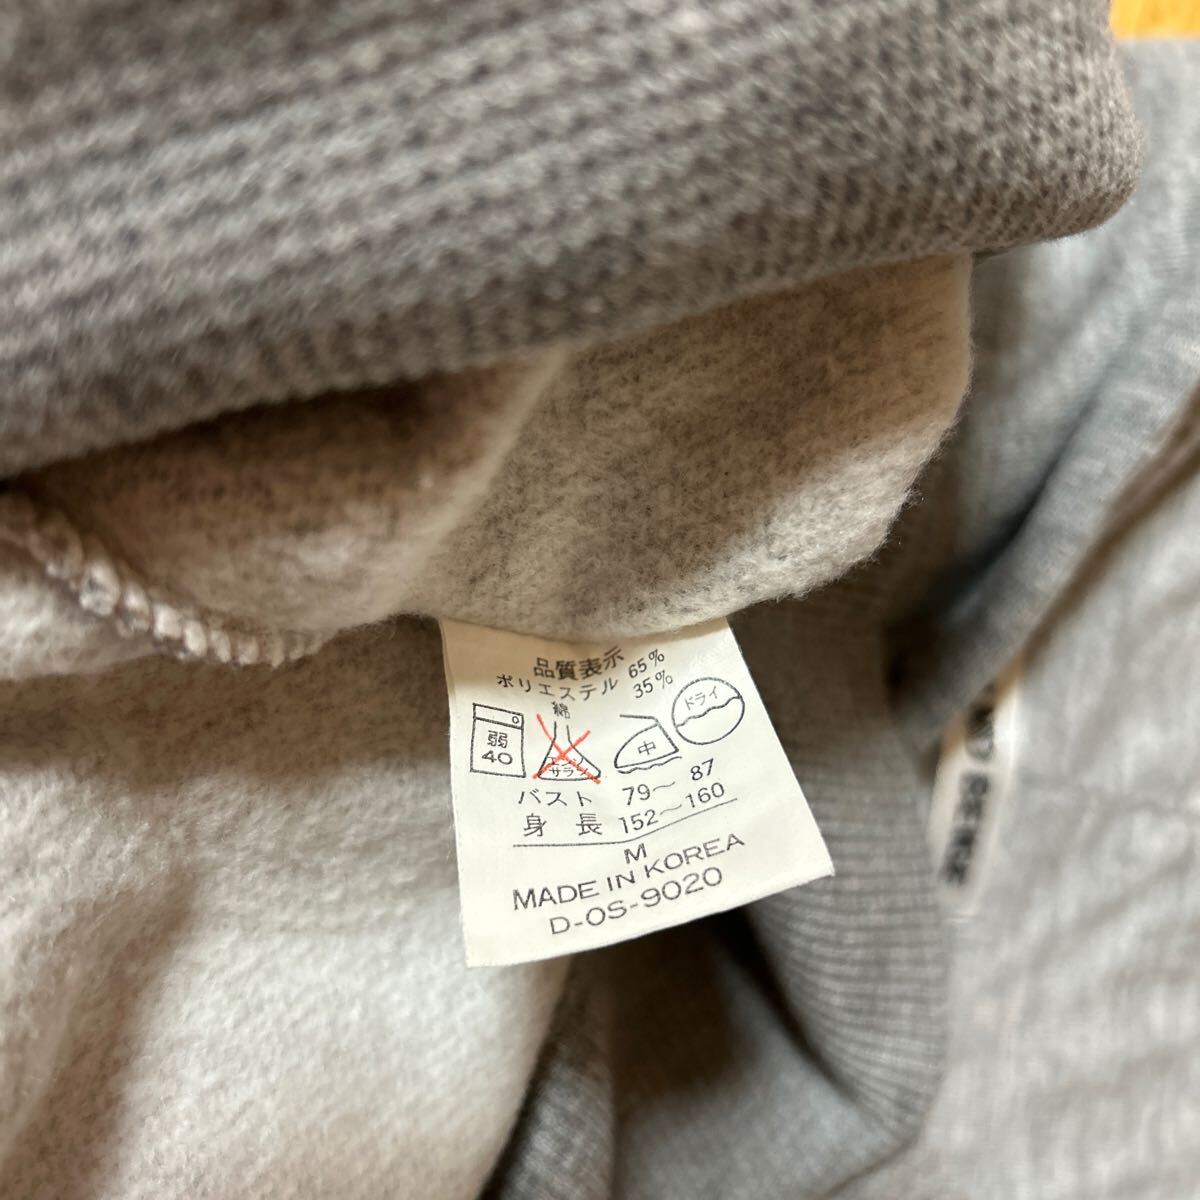 品質表示
ポリエステル 65%
綿 35%
弱 40
エンソ サラシ
中
ドライ
バスト 79～87
身長 152～160
M
MADE IN KOREA
D-OS-9020